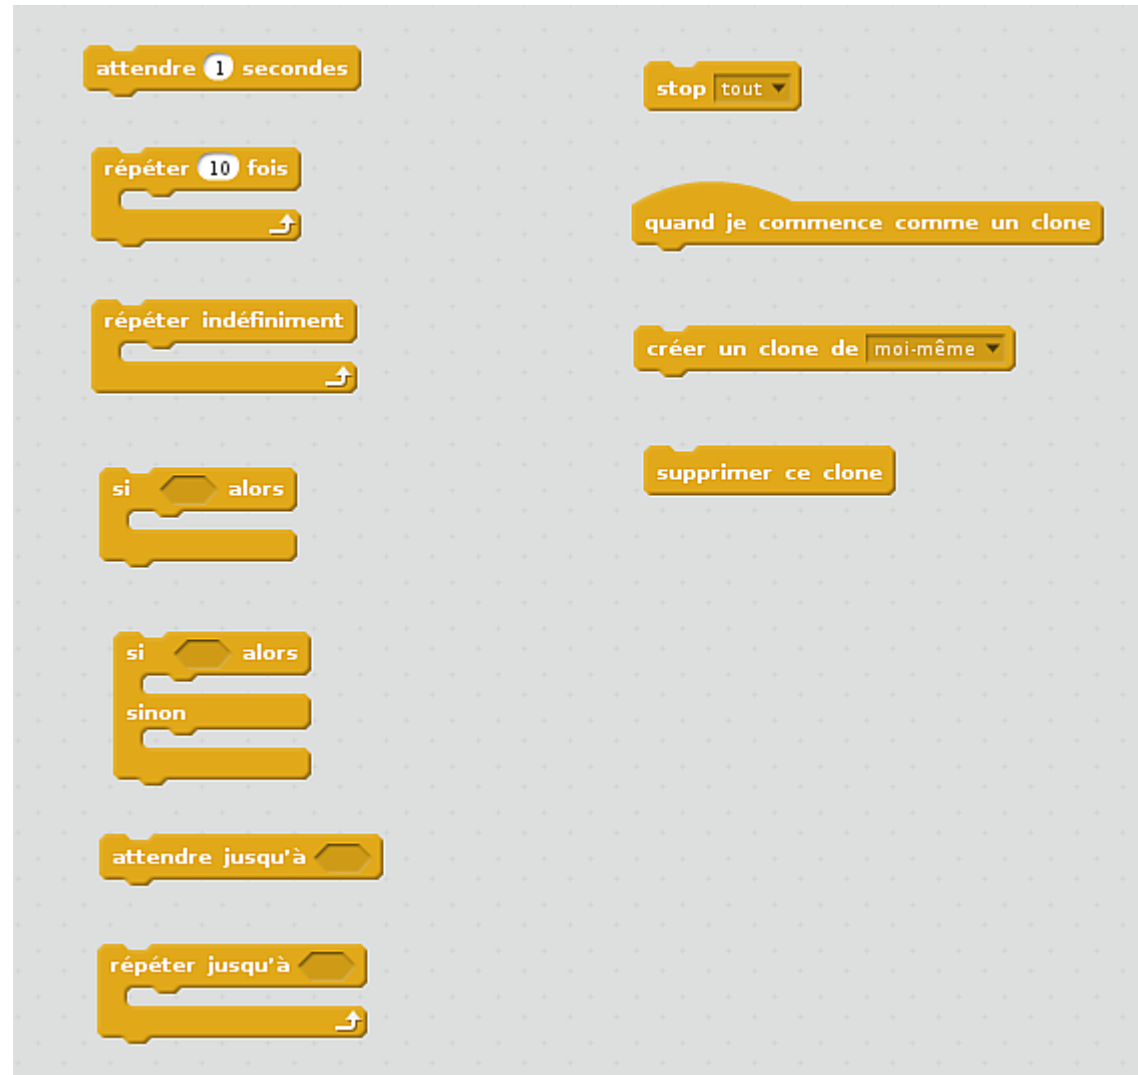 attendre 1 secondes
répéter 10 fois
répéter indéfiniment
si alors
si alors
sinon
attendre jusqu'à
répéter jusqu'à
stop tout
quand je commence comme un clone
créer un clone de moi-même
supprimer ce clone